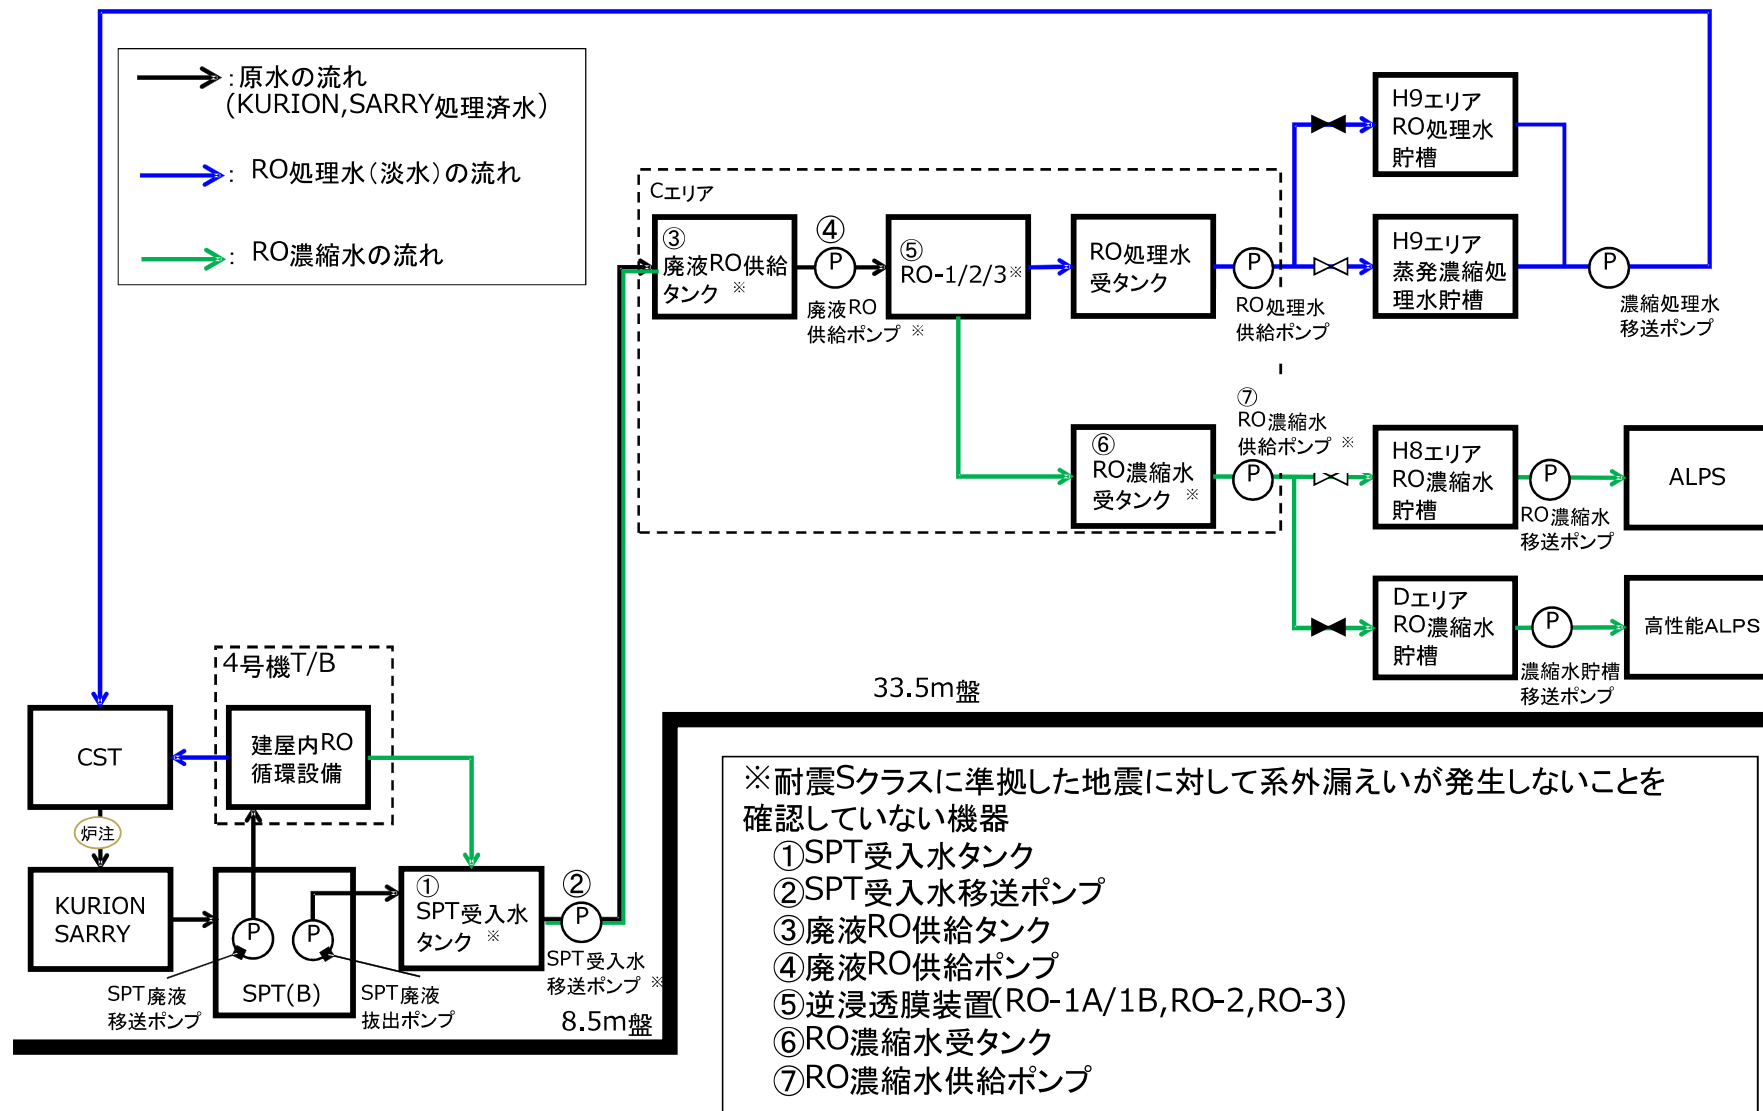 ：原水の流れ
(KURION,SARRY処理済水)
： RO処理水(淡水)の流れ
： RO濃縮水の流れ
Cエリア
③
廃液RO供給
タンク ※
④
P
廃液RO
供給ポンプ ※
⑤
RO-1/2/3※
RO処理水
受タンク
P
RO処理水
供給ポンプ
H9エリア
RO処理水
貯槽
H9エリア
蒸発濃縮処
理水貯槽
P
濃縮処理水
移送ポンプ
⑥
RO濃縮水
受タンク ※
⑦
RO濃縮水
供給ポンプ ※
P
H8エリア
RO濃縮水
貯槽
P
RO濃縮水
移送ポンプ
ALPS
Dエリア
RO濃縮水
貯槽
P
濃縮水貯槽
移送ポンプ
高性能ALPS
33.5m盤
4号機T/B
建屋内RO
循環設備
CST
炉注
KURION
SARRY
P
P
SPT(B)
SPT廃液
移送ポンプ
SPT廃液
抜出ポンプ
①
SPT受入水
タンク ※
②
P
SPT受入水
移送ポンプ ※
8.5m盤
※耐震Sクラスに準拠した地震に対して系外漏えいが発生しないことを
確認していない機器
①SPT受入水タンク
②SPT受入水移送ポンプ
③廃液RO供給タンク
④廃液RO供給ポンプ
⑤逆浸透膜装置(RO-1A/1B,RO-2,RO-3)
⑥RO濃縮水受タンク
⑦RO濃縮水供給ポンプ